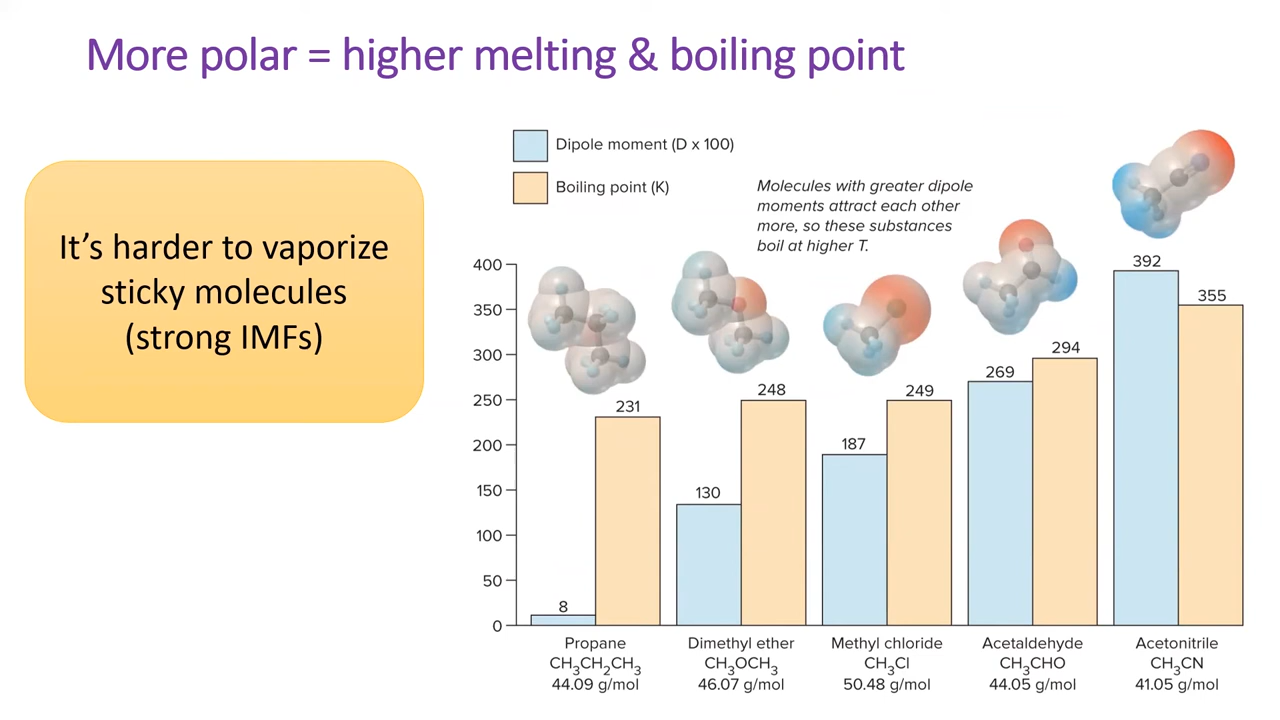 More polar = higher melting & boiling point
It’s harder to vaporize
sticky molecules
(strong IMFs)
Dipole moment (D x 100)
Boiling point (K)
Molecules with greater dipole
moments attract each other
more, so these substances
boil at higher T.
400
350
300
250
200
150
100
50
0
8
231
130
248
187
249
269
294
392
355
Propane
CH₃CH₂CH₃
44.09 g/mol
Dimethyl ether
CH₃OCH₃
46.07 g/mol
Methyl chloride
CH₃Cl
50.48 g/mol
Acetaldehyde
CH₃CHO
44.05 g/mol
Acetonitrile
CH₃CN
41.05 g/mol